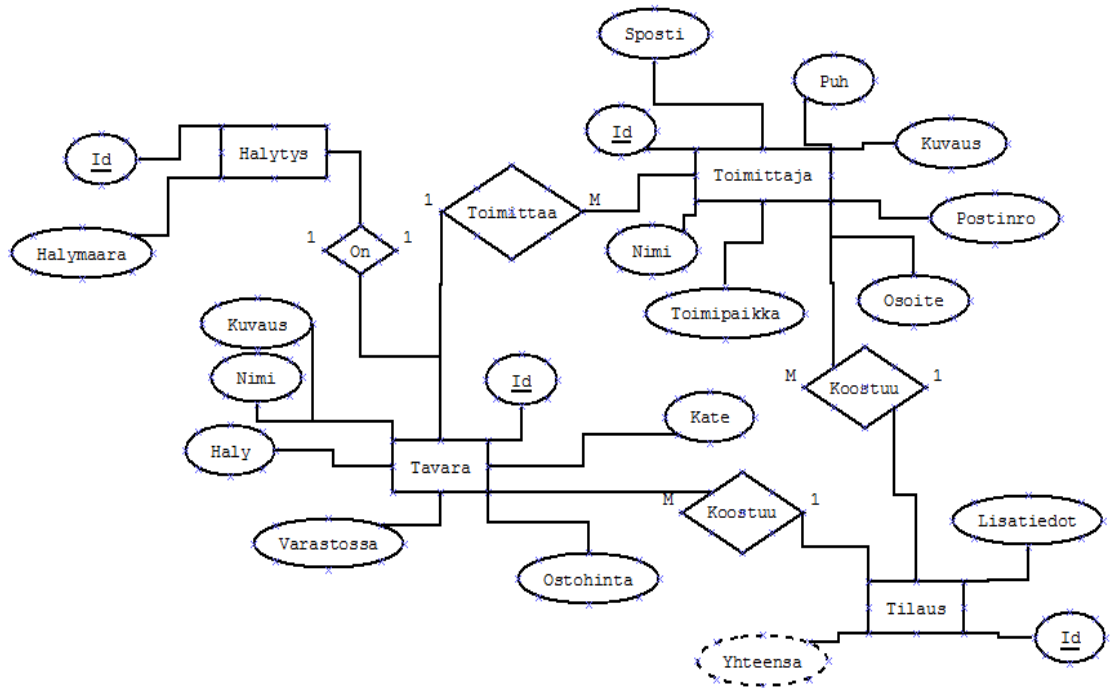 Sposti
Puh
Id
Kuvaus
Halytys
Id
Toimittaja
1
Toimittaa
M
Postinro
Halymaara
1
On
1
Nimi
Toimipaikka
Osoite
Kuvaus
Nimi
Id
M
Koostuu
1
Kate
Haly
Tavara
M
Koostuu
1
Lisatiedot
Varastossa
Ostohinta
Tilaus
Id
Yhteensa